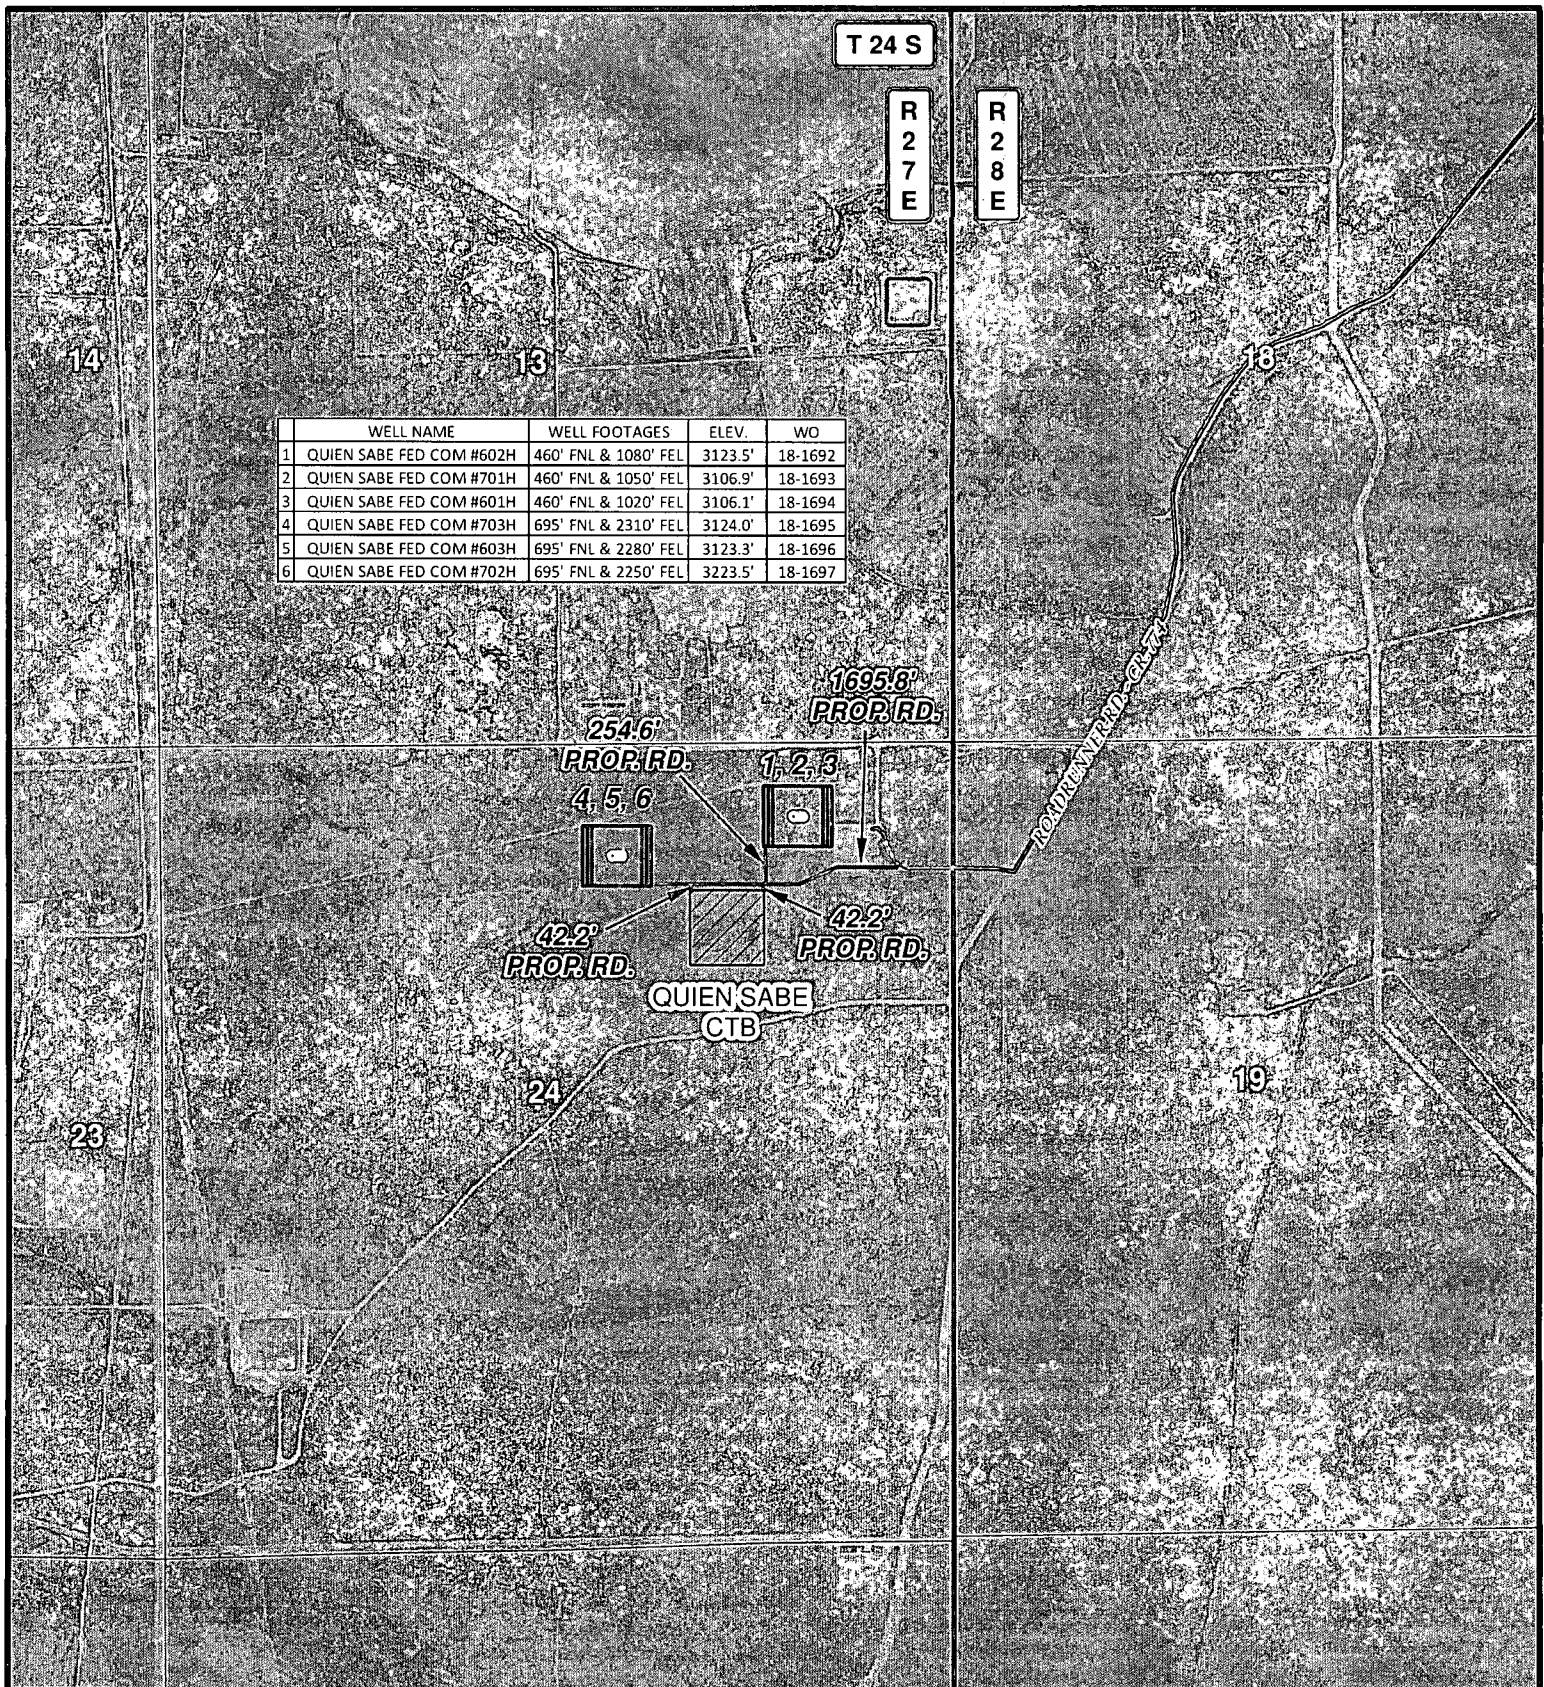 T 24 S
R 27 E
R 28 E
14
13
18
WELL NAME WELL FOOTAGES ELEV. WO
1 QUIEN SABE FED COM #602H 460' FNL & 1080' FEL 3123.5' 18-1692
2 QUIEN SABE FED COM #701H 460' FNL & 1050' FEL 3106.9' 18-1693
3 QUIEN SABE FED COM #601H 460' FNL & 1020' FEL 3106.1' 18-1694
4 QUIEN SABE FED COM #703H 695' FNL & 2310' FEL 3124.0' 18-1695
5 QUIEN SABE FED COM #603H 695' FNL & 2280' FEL 3123.3' 18-1696
6 QUIEN SABE FED COM #702H 695' FNL & 2250' FEL 3223.5' 18-1697
ROADRUNNER RD - CR-774
1695.8'
PROP. RD.
254.6'
PROP. RD.
1, 2, 3
4, 5, 6
42.2'
PROP. RD.
42.2'
PROP. RD.
QUIEN SABE
CTB
24
19
23